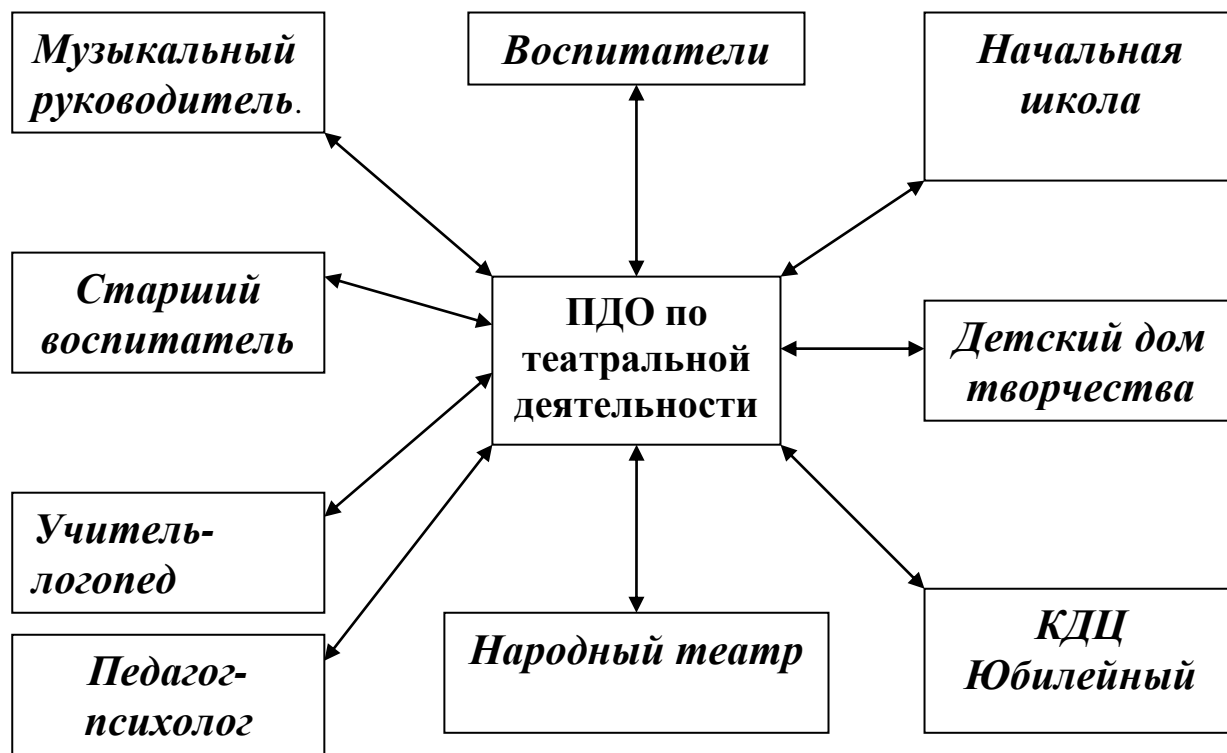 Музыкальный
руководитель.
Воспитатели
Начальная
школа
Старший
воспитатель
ПДО по
театральной
деятельности
Детский дом
творчества
Учитель-
логопед
Народный театр
КДЦ
Юбилейный
Педагог-
психолог